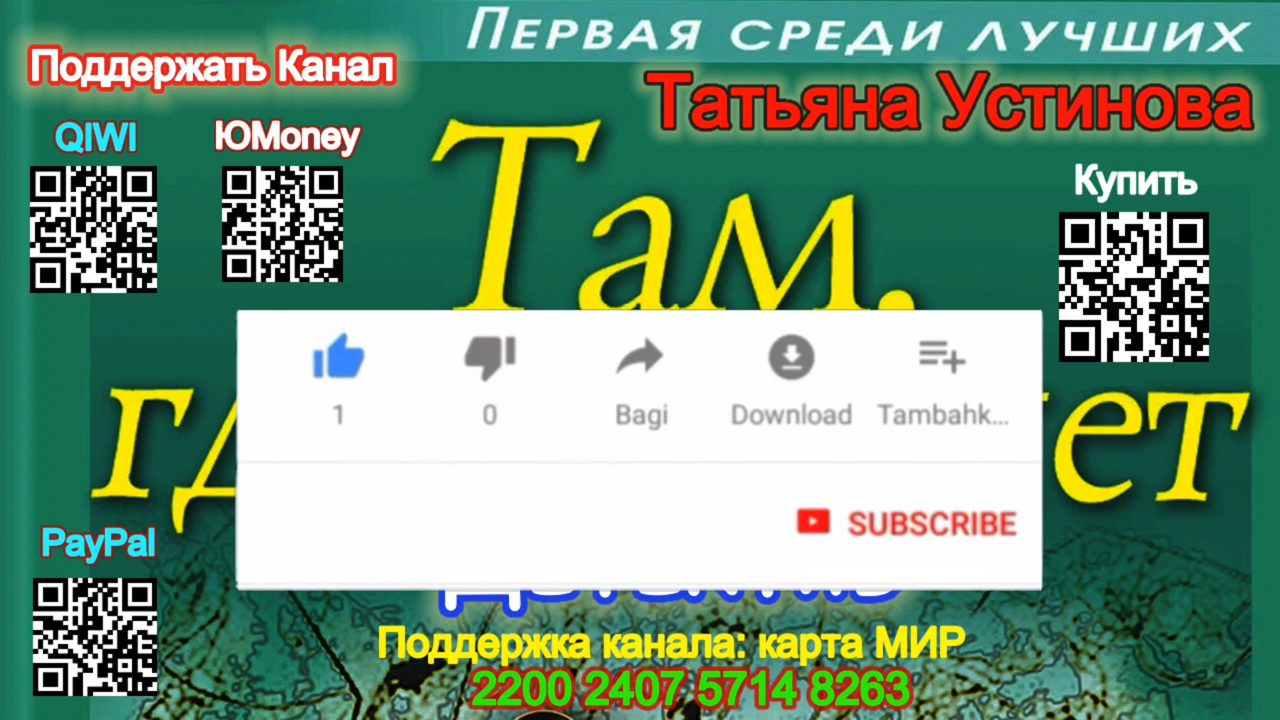 Первая среди лучших
Поддержать Канал
Татьяна Устинова
QIWI
ЮMoney
Купить
Там,
1
0
Bagi
Download
Tambahk...
SUBSCRIBE
PayPal
Поддержка канала: карта МИР
2200 2407 5714 8263